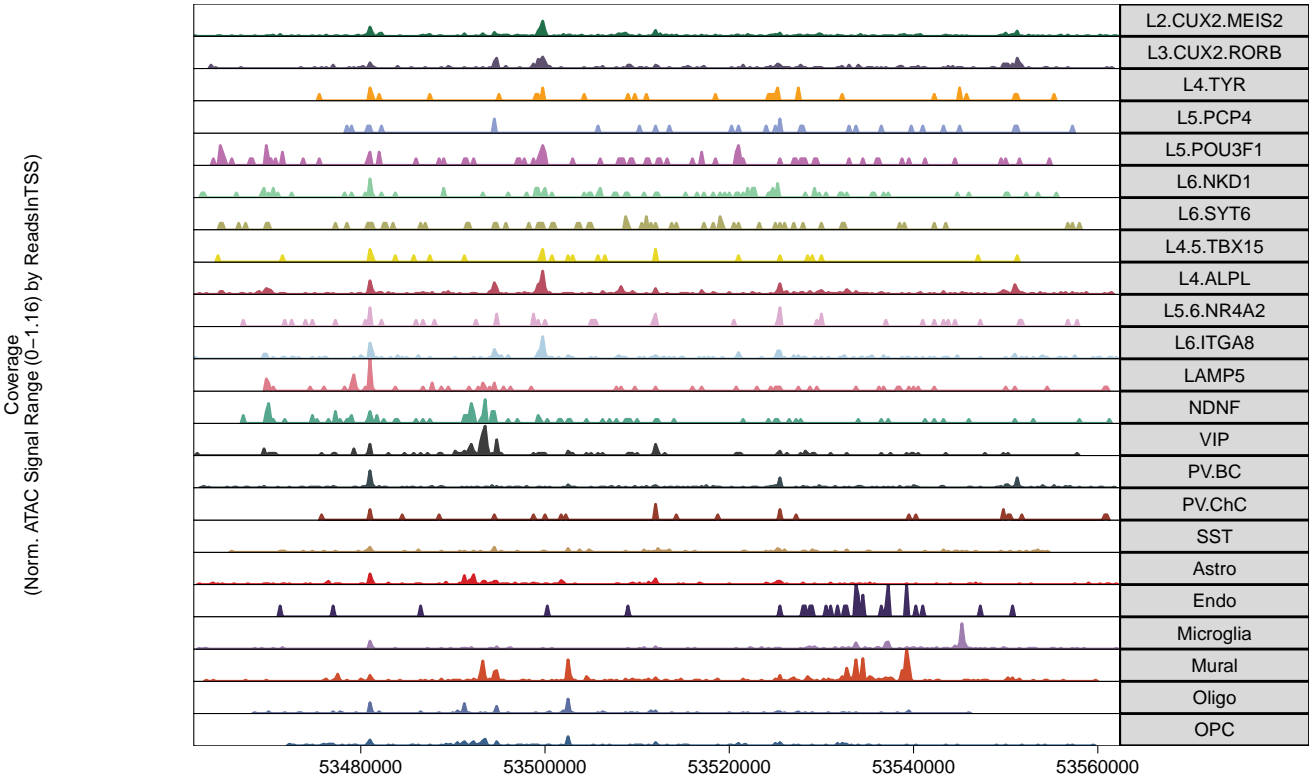 Coverage
(Norm. ATAC Signal Range (0−1.16) by ReadsInTSS)
L2.CUX2.MEIS2
L3.CUX2.RORB
L4.TYR
L5.PCP4
L5.POU3F1
L6.NKD1
L6.SYT6
L4.5.TBX15
L4.ALPL
L5.6.NR4A2
L6.ITGA8
LAMP5
NDNF
VIP
PV.BC
PV.ChC
SST
Astro
Endo
Microglia
Mural
Oligo
OPC
53480000 53500000 53520000 53540000 53560000